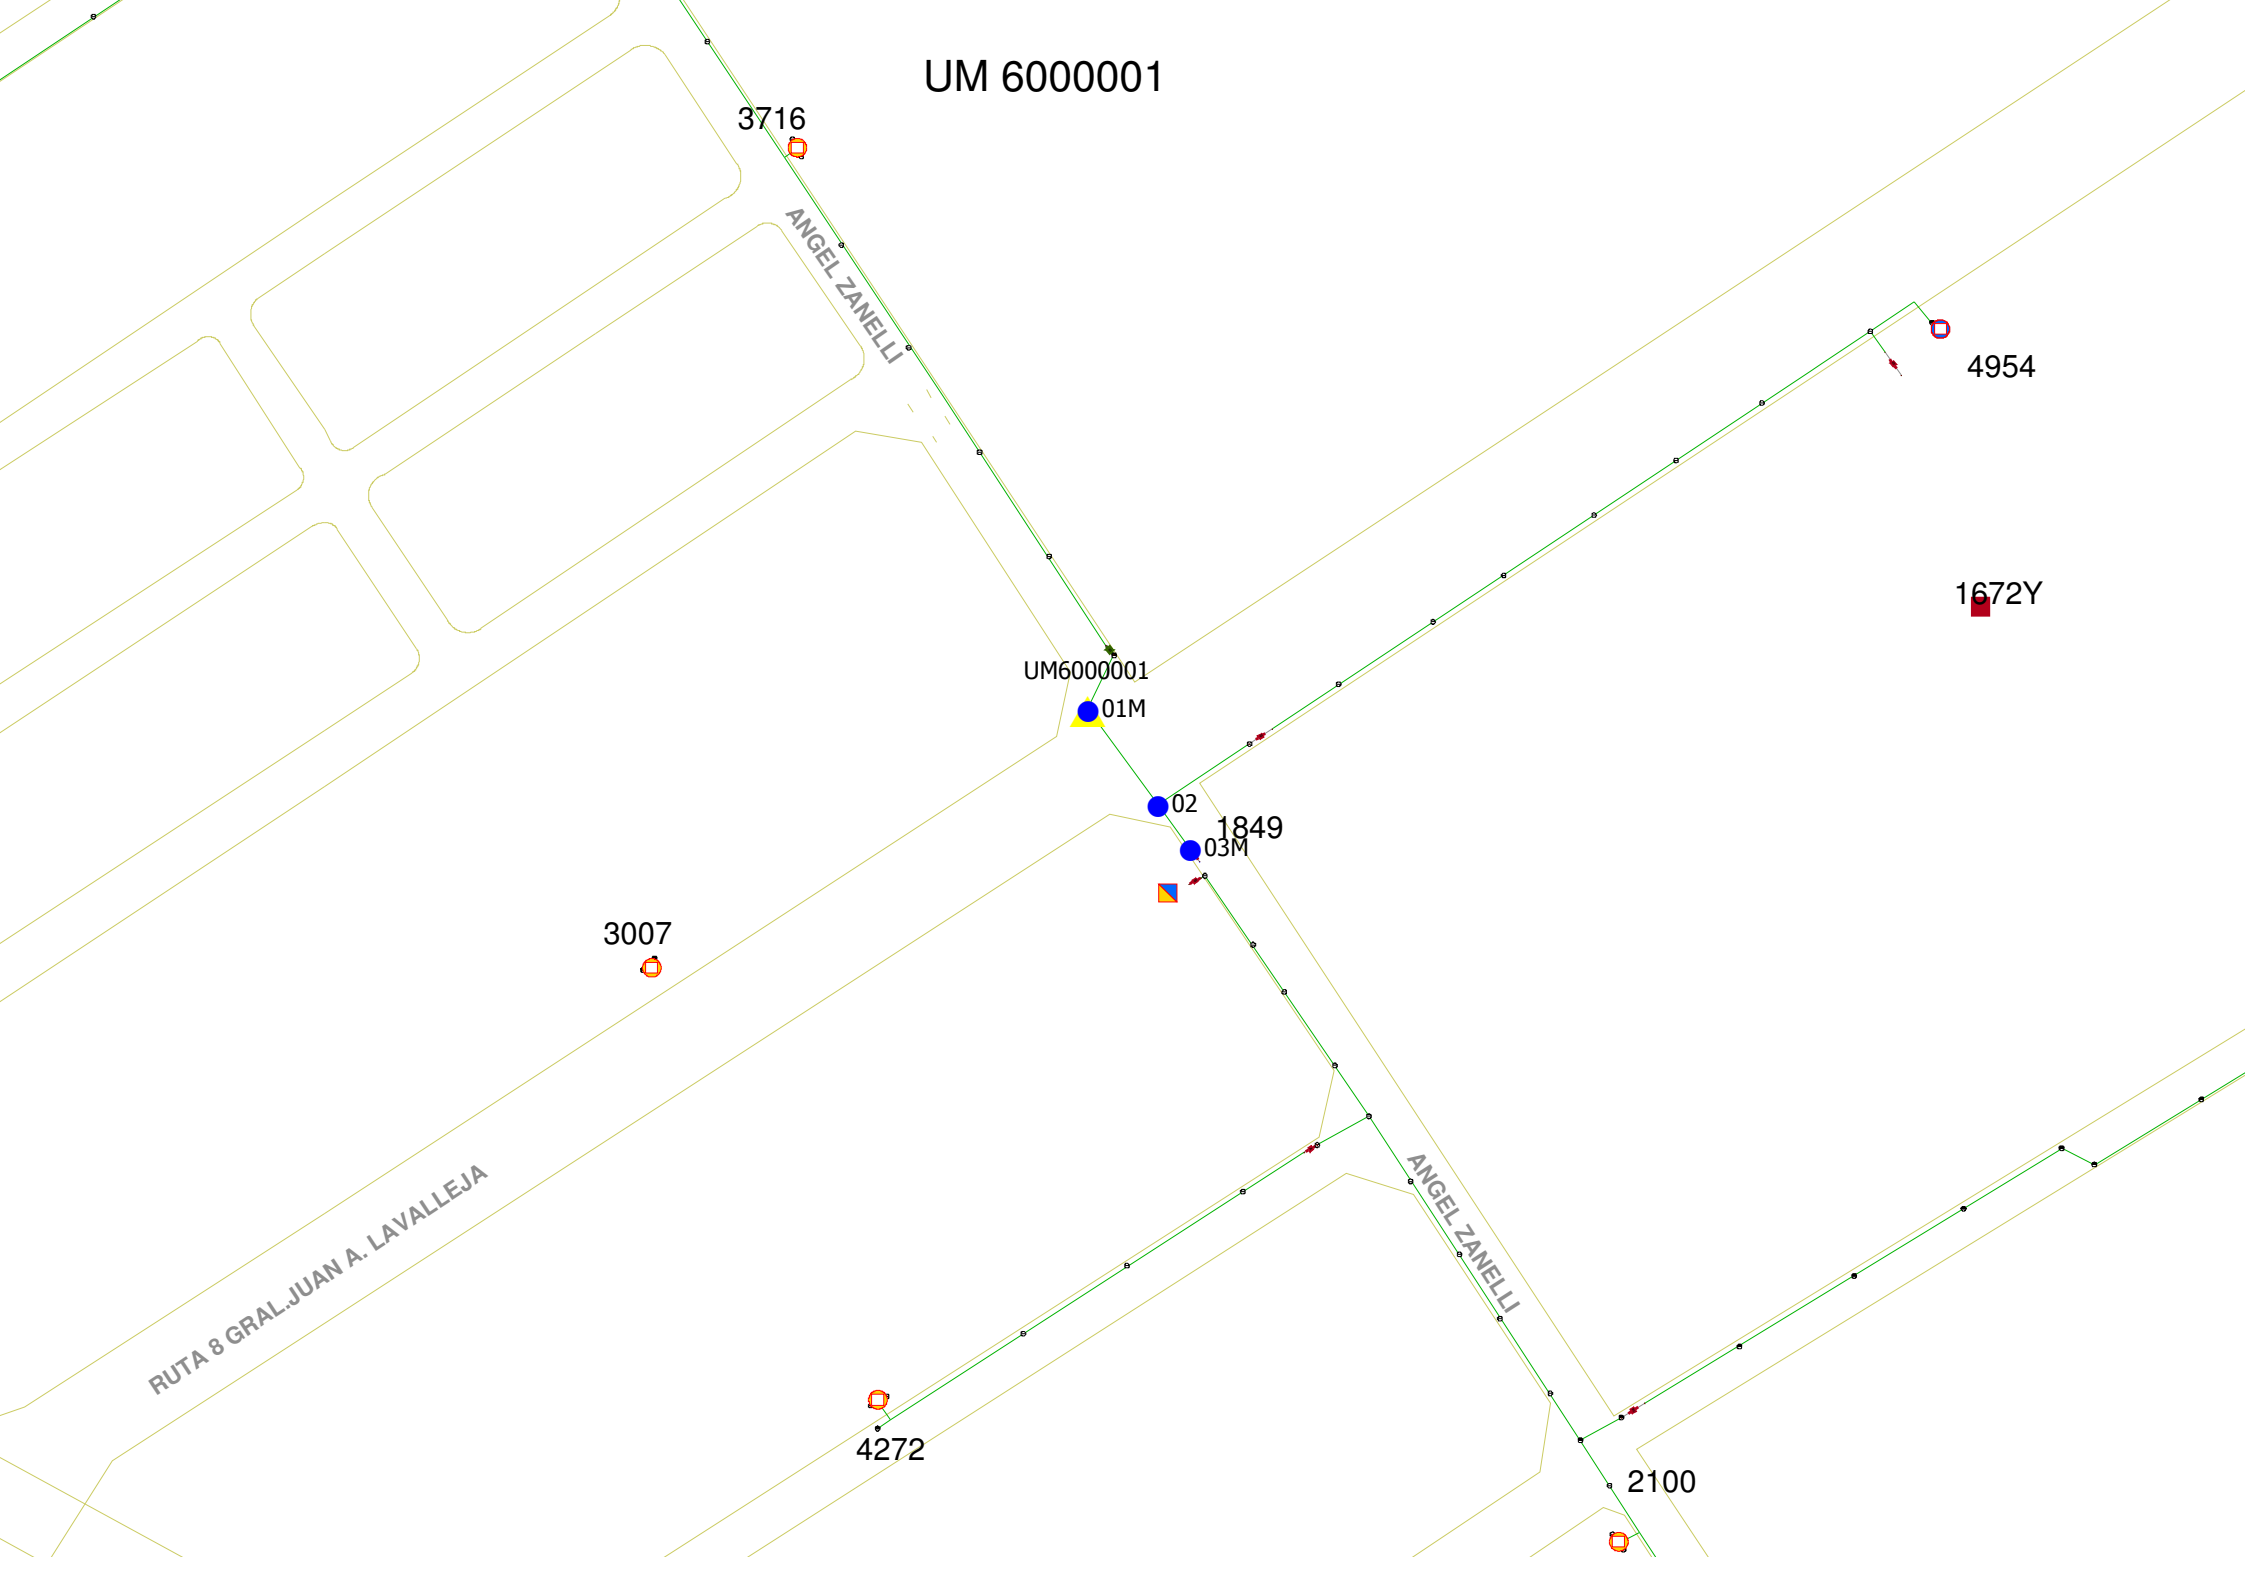 UM 6000001
3716
ANGEL ZANELLI
4954
1672Y
UM6000001
01M
02
1849
03M
3007
ANGEL ZANELLI
RUTA 8 GRAL.JUAN A. LAVALLEJA
4272
2100